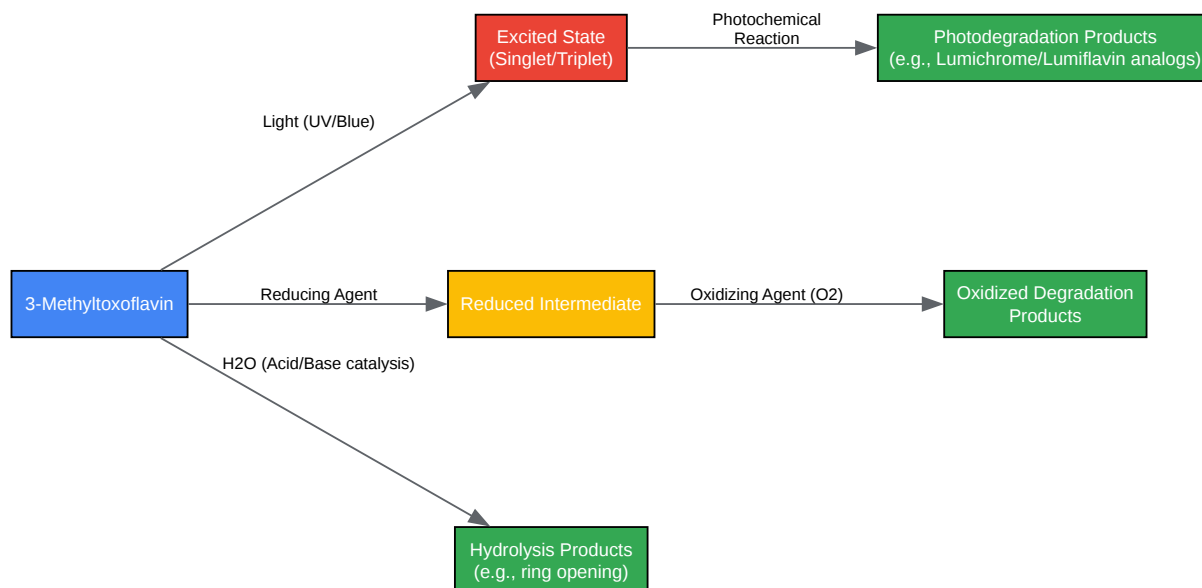 Excited State
(Singlet/Triplet)
Photochemical
Reaction
Photodegradation Products
(e.g., Lumichrome/Lumiflavin analogs)
Light (UV/Blue)
3-Methyltoxoflavin
Reducing Agent
Reduced Intermediate
Oxidizing Agent (O2)
Oxidized Degradation
Products
H2O (Acid/Base catalysis)
Hydrolysis Products
(e.g., ring opening)